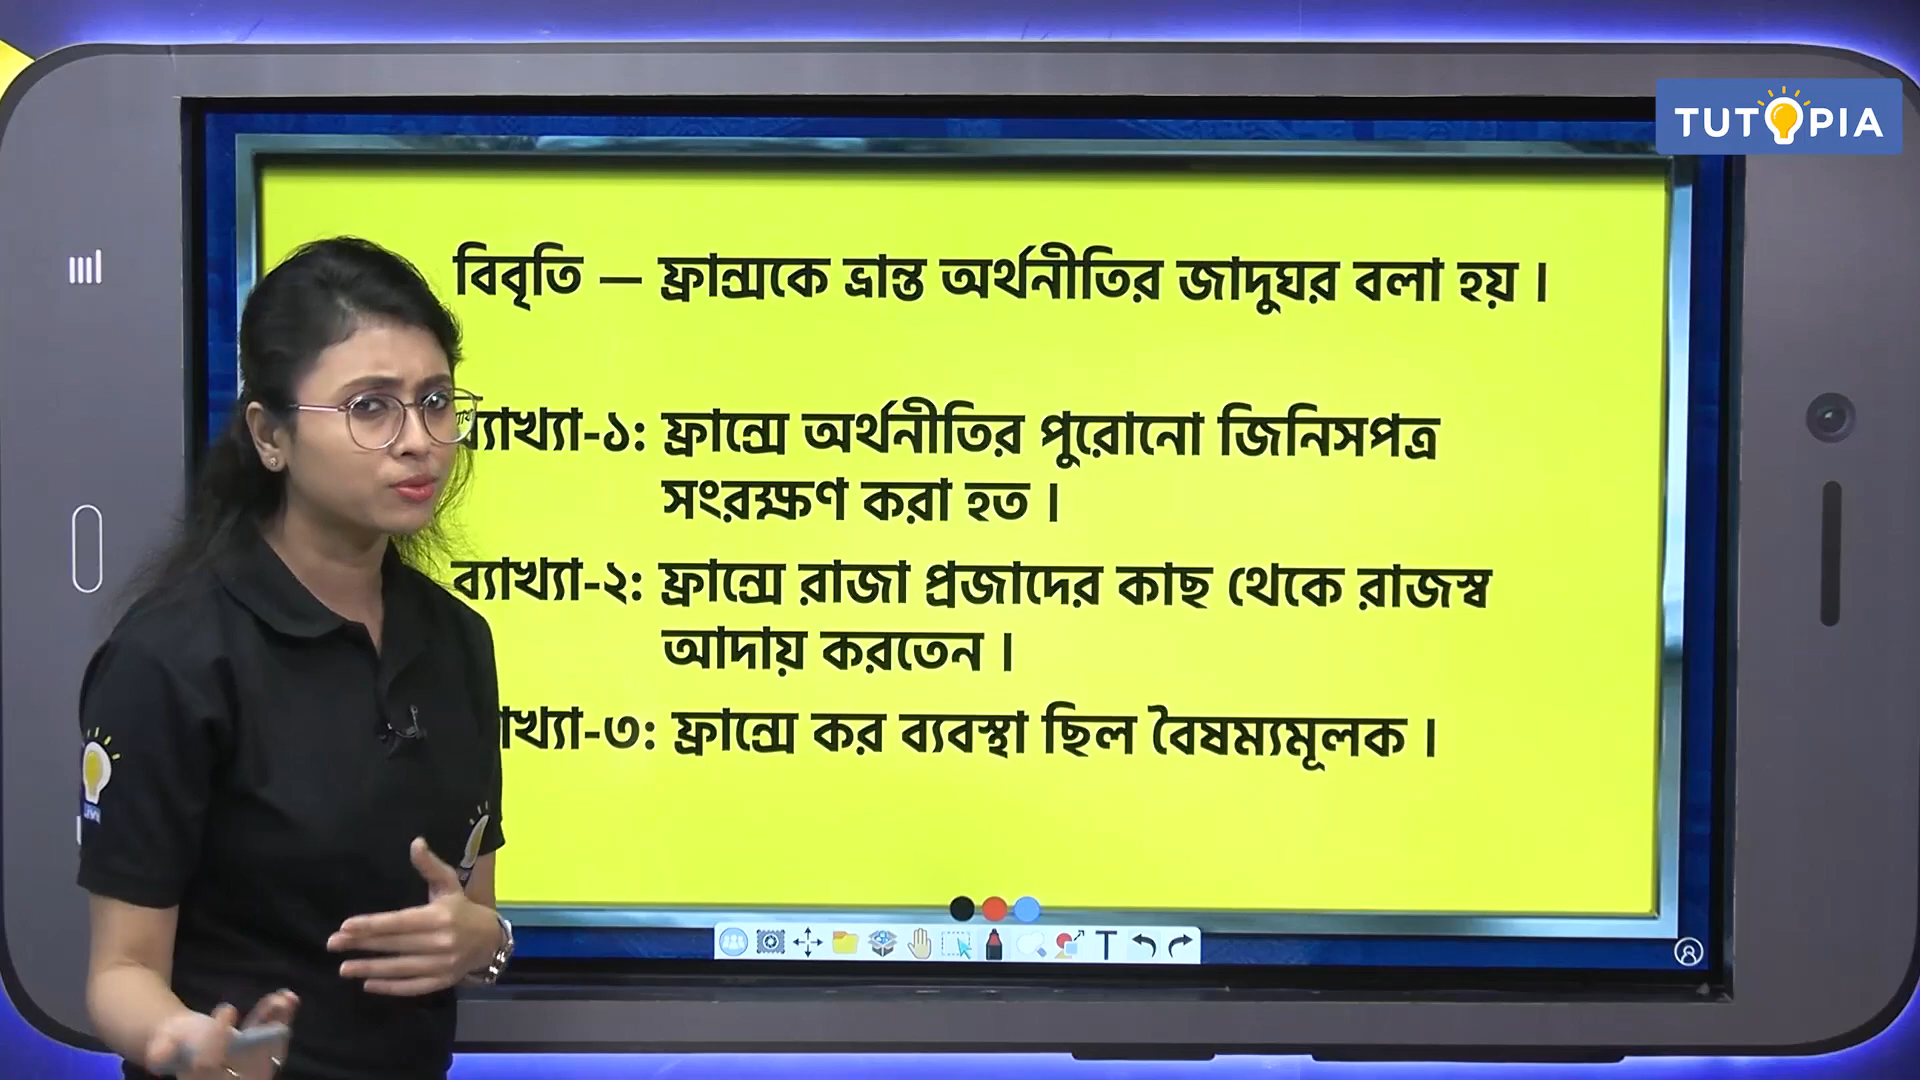 TUTOPIA
বিবৃতি — ফ্রান্সকে ভ্রান্ত অর্থনীতির জাদুঘর বলা হয় ।
ব্যাখ্যা-১: ফ্রান্সে অর্থনীতির পুরোনো জিনিসপত্র
সংরক্ষণ করা হত ।
ব্যাখ্যা-২: ফ্রান্সে রাজা প্রজাদের কাছ থেকে রাজস্ব
আদায় করতেন ।
ব্যাখ্যা-৩: ফ্রান্সে কর ব্যবস্থা ছিল বৈষম্যমূলক ।